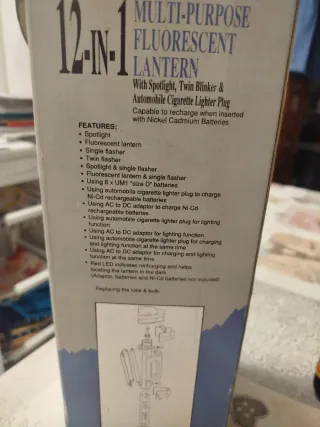 12-IN-1 MULTI-PURPOSE
FLUORESCENT
LANTERN
With Spotlight, Twin Blinker &
Automobile Cigarette Lighter Plug
Capable to recharge when inserted
with Nickel Cadmium Batteries
FEATURES:
• Spotlight
• Fluorescent lantern
• Single flasher
• Twin flasher
• Spotlight & single flasher
• Fluorescent lantern & single flasher
• Using 6 x UM1 "size D" batteries
• Using automobile cigarette lighter plug to charge
Ni-Cd rechargeable batteries
• Using AC to DC adaptor to charge Ni-Cd
rechargeable batteries
• Using automobile cigarette lighter plug for lighting
function
• Using AC to DC adaptor for lighting function
• Using automobile cigarette lighter plug for charging
and lighting function at the same time
• Using AC to DC adaptor for charging and lighting
function at the same time
• Red LED indicates recharging and helps
locating the lantern in the dark
(Adaptor, batteries and Ni-Cd batteries not included)
Replacing the tube & bulb